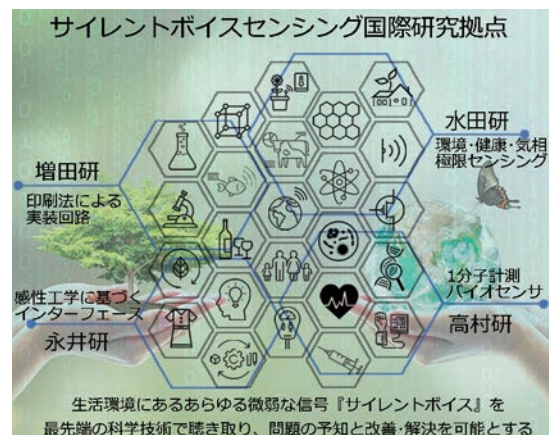 サイレントボイスセンシング国際研究拠点
水田研
環境・健康・気相
極限センシング
増田研
印刷法による
実装回路
1分子計測
バイオセンサ
高村研
感性工学に基づく
インターフェース
永井研
生活環境にあるあらゆる微弱な信号『サイレントボイス』を
最先端の科学技術で聴き取り、問題の予知と改善・解決を可能とする